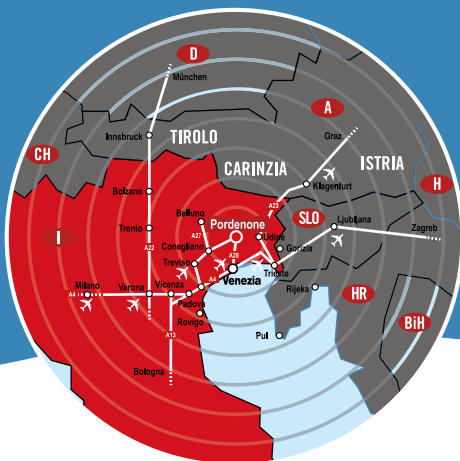 D
München
A
CH
Innsbruck
TIROLO
Graz
CARINZIA
ISTRIA
H
Klagenfurt
Bolzano
A23
SLO
Belluno
Pordenone
Ljubljana
I
Trento
A27
Udine
Zagreb
Conegliano
A22
A28
Gorizia
Treviso
Trieste
Venezia
Milano
Verona
Vicenza
A4
Rijeka
HR
A4
Padova
Rovigo
BiH
A13
Pul
Bologna